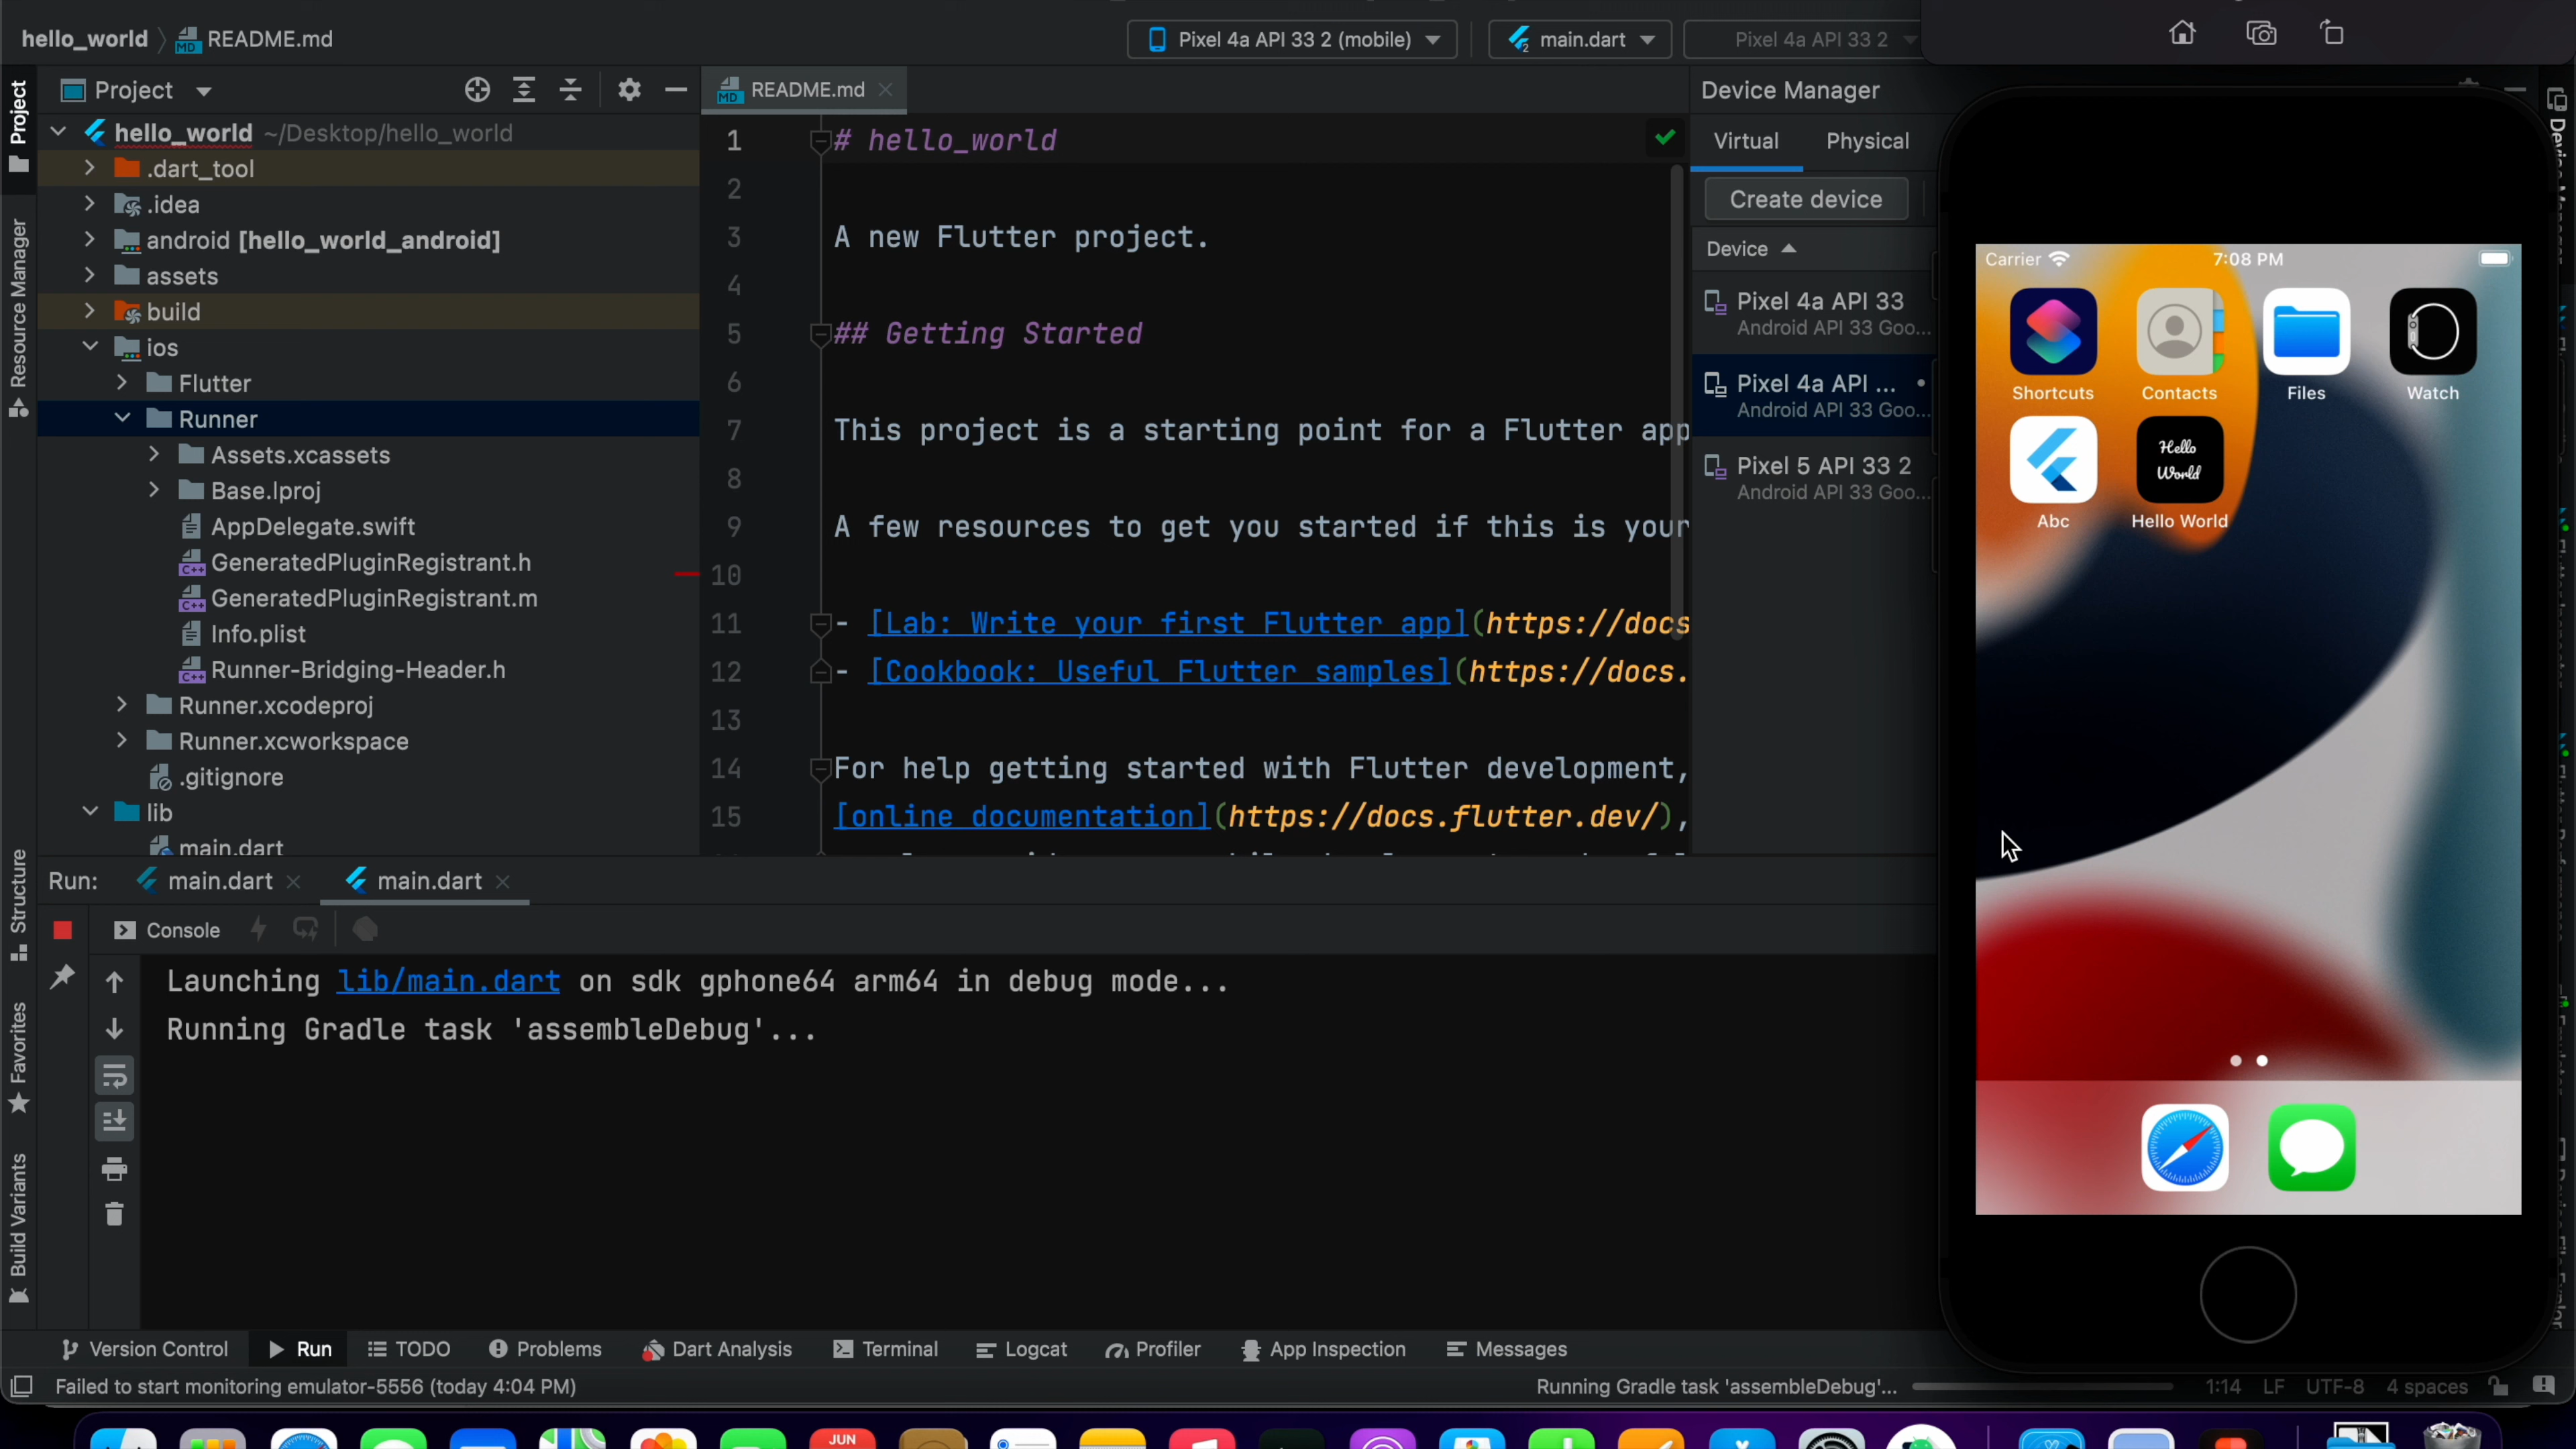 hello_world
README.md
Pixel 4a API 33 2 (mobile)
main.dart
Pixel 4a API 33 2
Project
Resource Manager
Structure
Favorites
Build Variants
Project
hello_world ~/Desktop/hello_world
.dart_tool
.idea
android [hello_world_android]
assets
build
ios
Flutter
Runner
Assets.xcassets
Base.lproj
AppDelegate.swift
GeneratedPluginRegistrant.h
GeneratedPluginRegistrant.m
Info.plist
Runner-Bridging-Header.h
Runner.xcodeproj
Runner.xcworkspace
.gitignore
lib
main.dart
README.md
1 # hello_world
2
3 A new Flutter project.
4
5 ## Getting Started
6
7 This project is a starting point for a Flutter app
8
9 A few resources to get you started if this is your
10
11 - [Lab: Write your first Flutter app](https://docs
12 - [Cookbook: Useful Flutter samples](https://docs.
13
14 For help getting started with Flutter development,
15 [online documentation](https://docs.flutter.dev/),
Device Manager
Virtual
Physical
Create device
Device
Pixel 4a API 33
Android API 33 Goo...
Pixel 4a API ...
Android API 33 Goo...
Pixel 5 API 33 2
Android API 33 Goo...
Carrier
7:08 PM
Shortcuts
Contacts
Files
Watch
Hello
World
Abc
Hello World
Run:
main.dart
main.dart
Console
Launching lib/main.dart on sdk gphone64 arm64 in debug mode...
Running Gradle task 'assembleDebug'...
Version Control
Run
TODO
Problems
Dart Analysis
Terminal
Logcat
Profiler
App Inspection
Messages
Failed to start monitoring emulator-5556 (today 4:04 PM)
Running Gradle task 'assembleDebug'...
1:14
LF
UTF-8
4 spaces
JUN